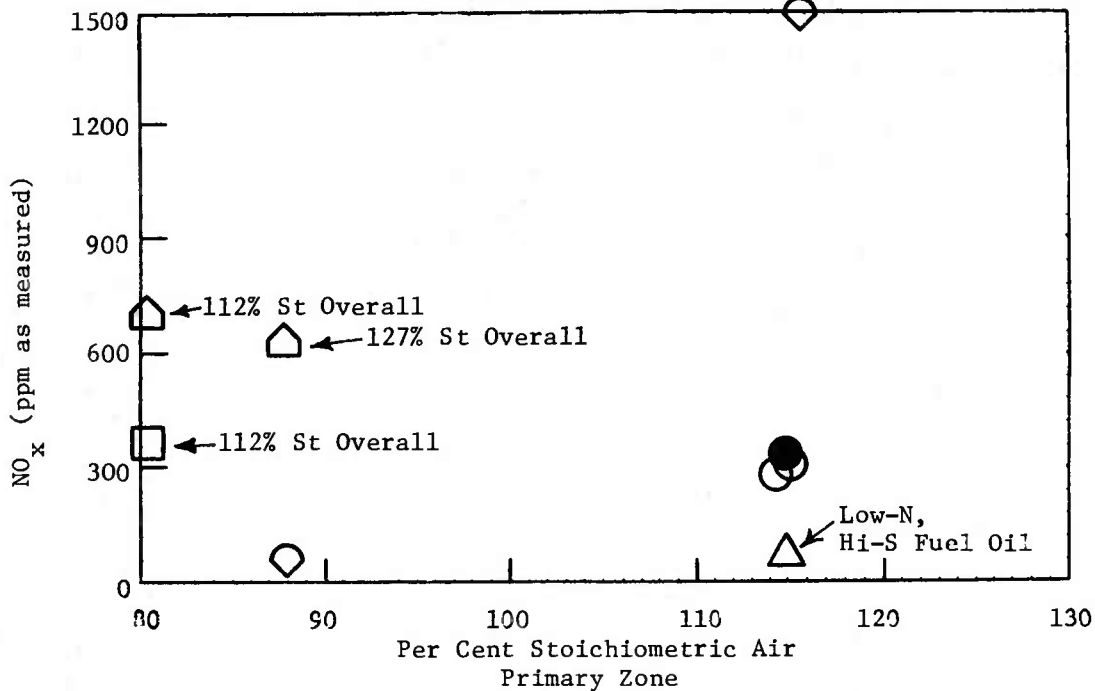 1500
1200
900
600
300
0
NOx (ppm as measured)
112% St Overall
127% St Overall
112% St Overall
Low-N,
Hi-S Fuel Oil
80 90 100 110 120 130
Per Cent Stoichiometric Air
Primary Zone